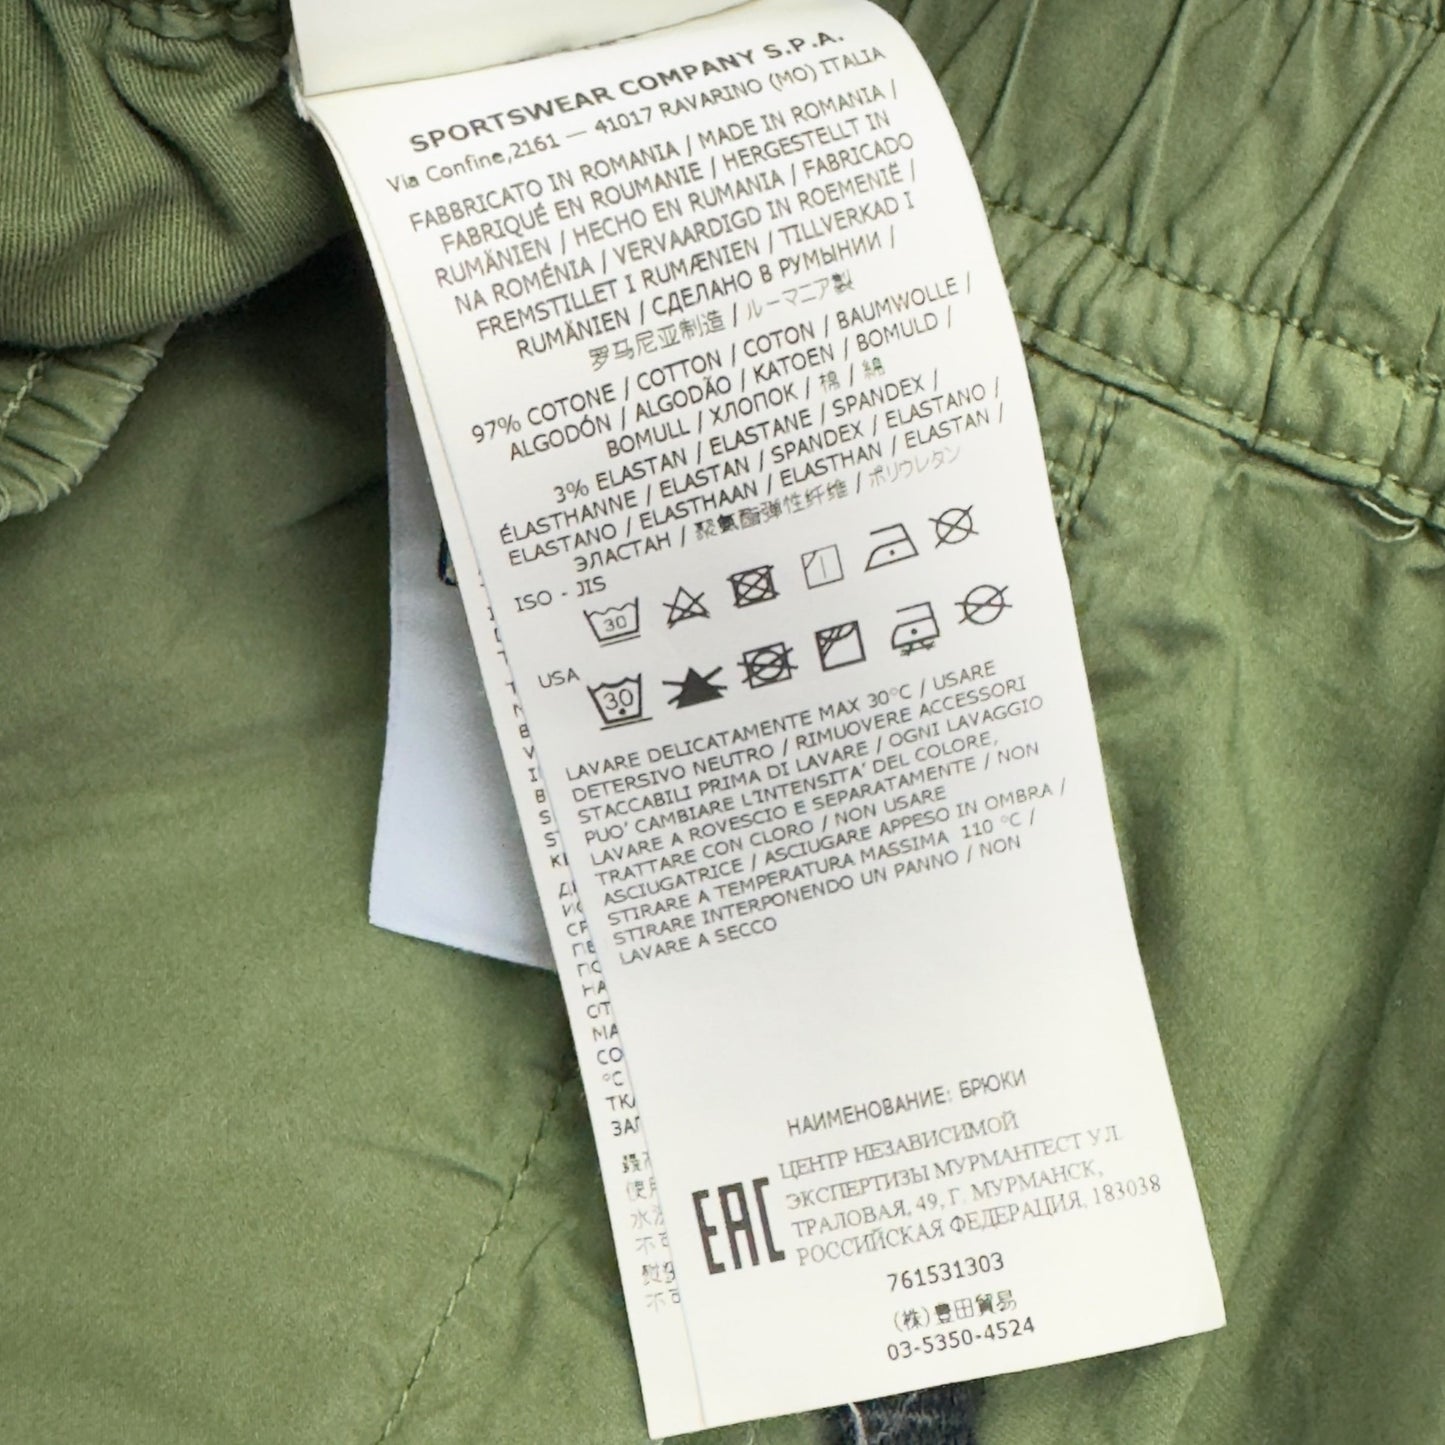 SPORTSWEAR COMPANY S.P.A.
Via Confine,2161 — 41017 RAVARINO (MO) ITALIA
FABBRICATO IN ROMANIA / MADE IN ROMANIA /
FABRIQUÉ EN ROUMANIE / HERGESTELLT IN
RUMÄNIEN / HECHO EN RUMANIA / FABRICADO
NA ROMÉNIA / VERVAARDIGD IN ROEMENIË /
FREMSTILLET I RUMÆNIEN / TILLVERKAD I
RUMÄNIEN / СДЕЛАНО В РУМЫНИИ /
罗马尼亚制造 / ルーマニア製
97% COTONE / COTTON / COTON / BAUMWOLLE /
ALGODÓN / ALGODÃO / KATOEN / BOMULD /
BOMULL / ХЛОПОК / 棉 / 綿
3% ELASTAN / ELASTANE / SPANDEX /
ÉLASTHANNE / ELASTAN / SPANDEX / ELASTANO /
ELASTANO / ELASTHAAN / ELASTHAN / ELASTAN /
ЭЛАСТАН / 聚氨酯弹性纤维 / ポリウレタン
ISO - JIS
30
USA
30
LAVARE DELICATAMENTE MAX 30°C / USARE
DETERSIVO NEUTRO / RIMUOVERE ACCESSORI
STACCABILI PRIMA DI LAVARE / OGNI LAVAGGIO
PUO' CAMBIARE L'INTENSITA' DEL COLORE,
LAVARE A ROVESCIO E SEPARATAMENTE / NON
TRATTARE CON CLORO / NON USARE
ASCIUGATRICE / ASCIUGARE APPESO IN OMBRA /
STIRARE A TEMPERATURA MASSIMA 110 °C /
STIRARE INTERPONENDO UN PANNO / NON
LAVARE A SECCO
НАИМЕНОВАНИЕ: БРЮКИ
EAC
ЦЕНТР НЕЗАВИСИМОЙ
ЭКСПЕРТИЗЫ МУРМАНТЕСТ УЛ.
ТРАЛОВАЯ, 49, Г. МУРМАНСК,
РОССИЙСКАЯ ФЕДЕРАЦИЯ, 183038
761531303
(株)豊田貿易
03-5350-4524